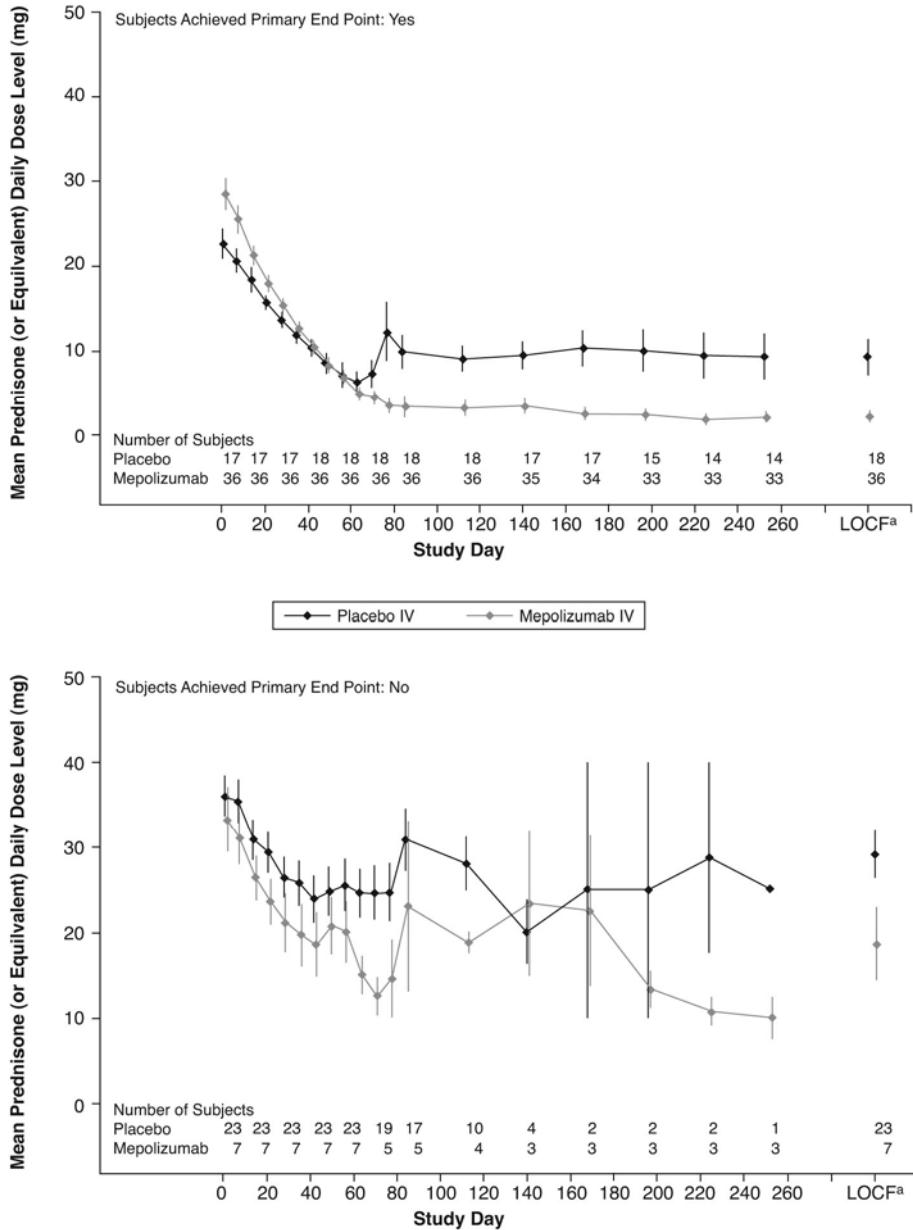 Mean Prednisone (or Equilvalent) Daily Dose Level (mg)
50
40
30
20
10
0
Subjects Achieved Primary End Point: Yes
Number of Subjects
Placebo 17 17 17 18 18 18 18 18 17 17 15 14 14 18
Mepolizumab 36 36 36 36 36 36 36 36 35 34 33 33 33 36
0 20 40 60 80 100 120 140 160 180 200 220 240 260 LOCFa
Study Day
Placebo IV Mepolizumab IV
Mean Prednisone (or Equivalent) Daily Dose Level (mg)
50
40
30
20
10
0
Subjects Achieved Primary End Point: No
Number of Subjects
Placebo 23 23 23 23 23 19 17 10 4 2 2 2 1 23
Mepolizumab 7 7 7 7 7 5 5 4 3 3 3 3 3 7
0 20 40 60 80 100 120 140 160 180 200 220 240 260 LOCFa
Study Day